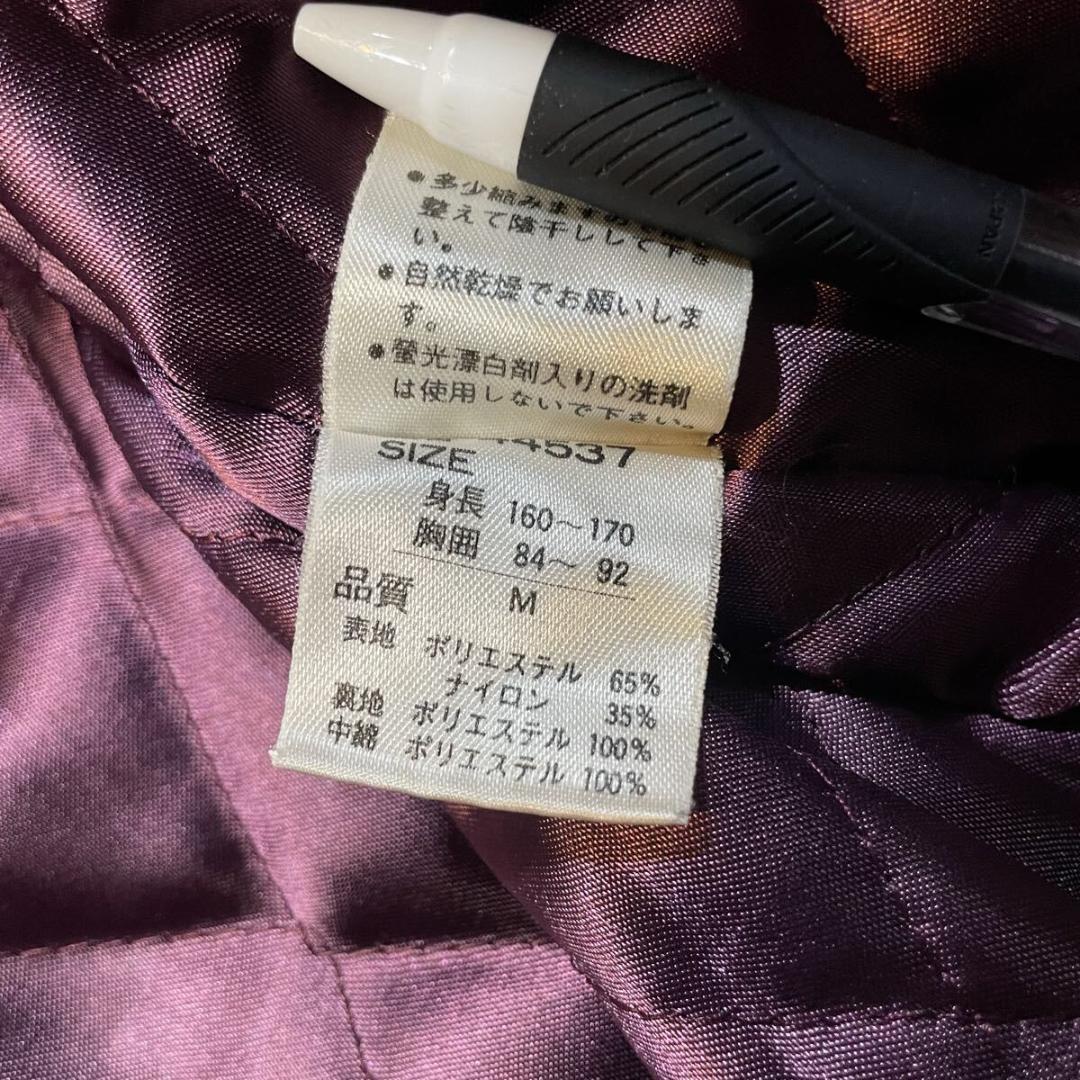 ●多少縮みます
整えて陰干しして下さ
い。
●自然乾燥でお願いしま
す。
●螢光漂白剤入りの洗剤
は使用しないで下さい。
4537
SIZE
身長 160〜170
胸囲 84〜 92
M
品質
表地 ポリエステル 65%
ナイロン 35%
裏地 ポリエステル 100%
中綿 ポリエステル 100%
JAPAN